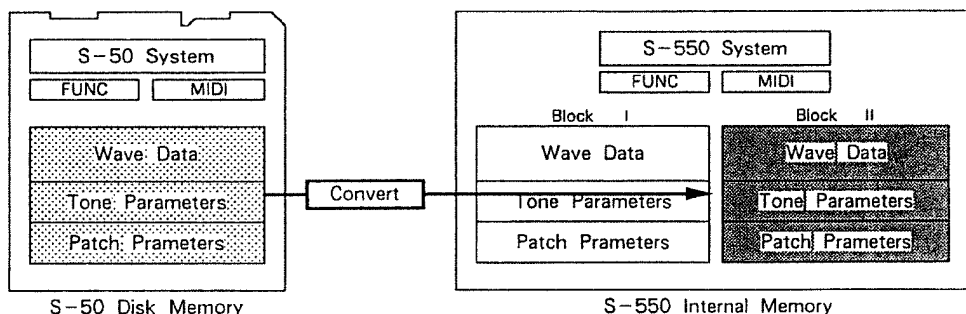 S-50 System
FUNC MIDI
Wave Data
Tone Parameters
Patch Prameters
S-50 Disk Memory
Convert
S-550 System
FUNC MIDI
Block I
Wave Data
Tone Parameters
Patch Prameters
Block II
Wave Data
Tone Parameters
Patch Prameters
S-550 Internal Memory